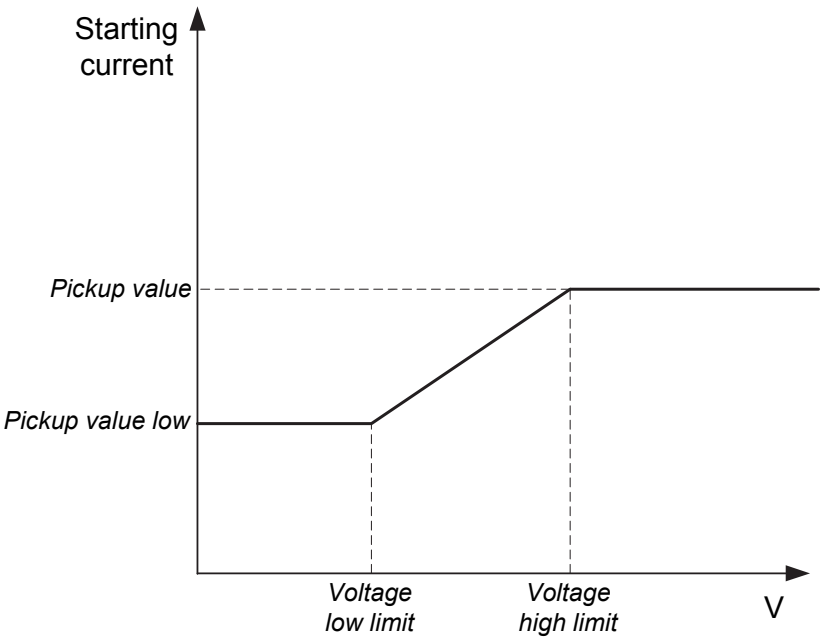 Starting
current
Pickup value
Pickup value low
Voltage
low limit
Voltage
high limit
V